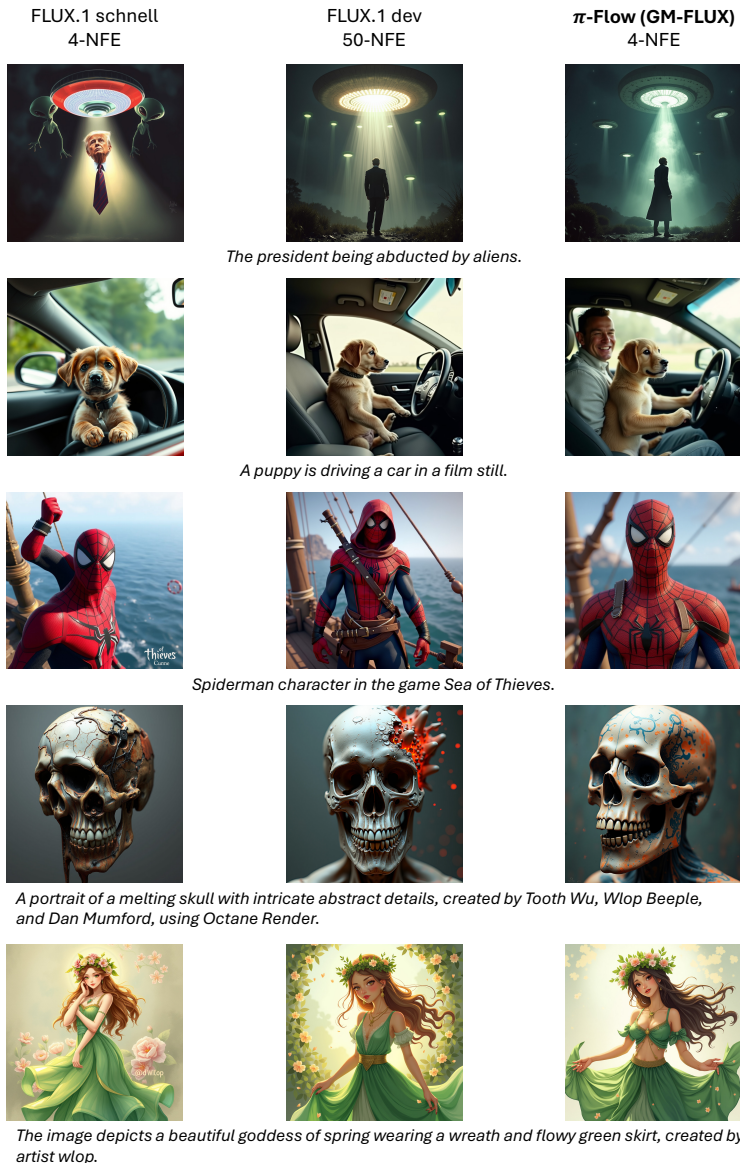 FLUX.1 schnell
4-NFE
FLUX.1 dev
50-NFE
π-Flow (GM-FLUX)
4-NFE
The president being abducted by aliens.
A puppy is driving a car in a film still.
of
Thieves
Spiderman character in the game Sea of Thieves.
A portrait of a melting skull with intricate abstract details, created by Tooth Wu, Wlop Beeple,
and Dan Mumford, using Octane Render.
The image depicts a beautiful goddess of spring wearing a wreath and flowy green skirt, created by
artist wlop.